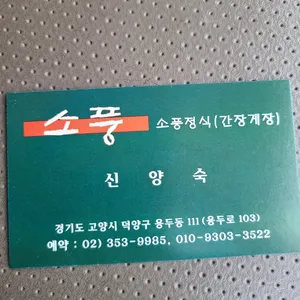 소풍 소풍정식(간장게장)
신양숙
경기도 고양시 덕양구 용두동 111 (용두로 103)
예약 : 02) 353-9985, 010-9303-3522